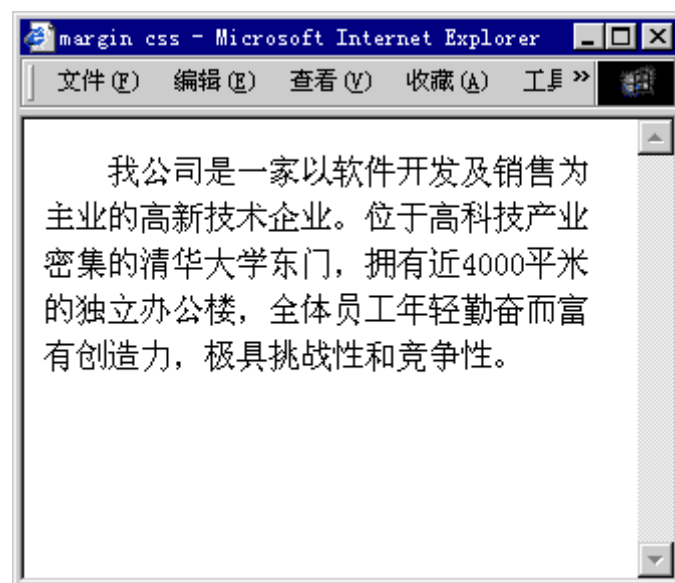 margin css - Microsoft Internet Explorer
文件(F) 编辑(E) 查看(V) 收藏(A) 工具 »
我公司是一家以软件开发及销售为
主业的高新技术企业。位于高科技产业
密集的清华大学东门，拥有近4000平米
的独立办公楼，全体员工年轻勤奋而富
有创造力，极具挑战性和竞争性。